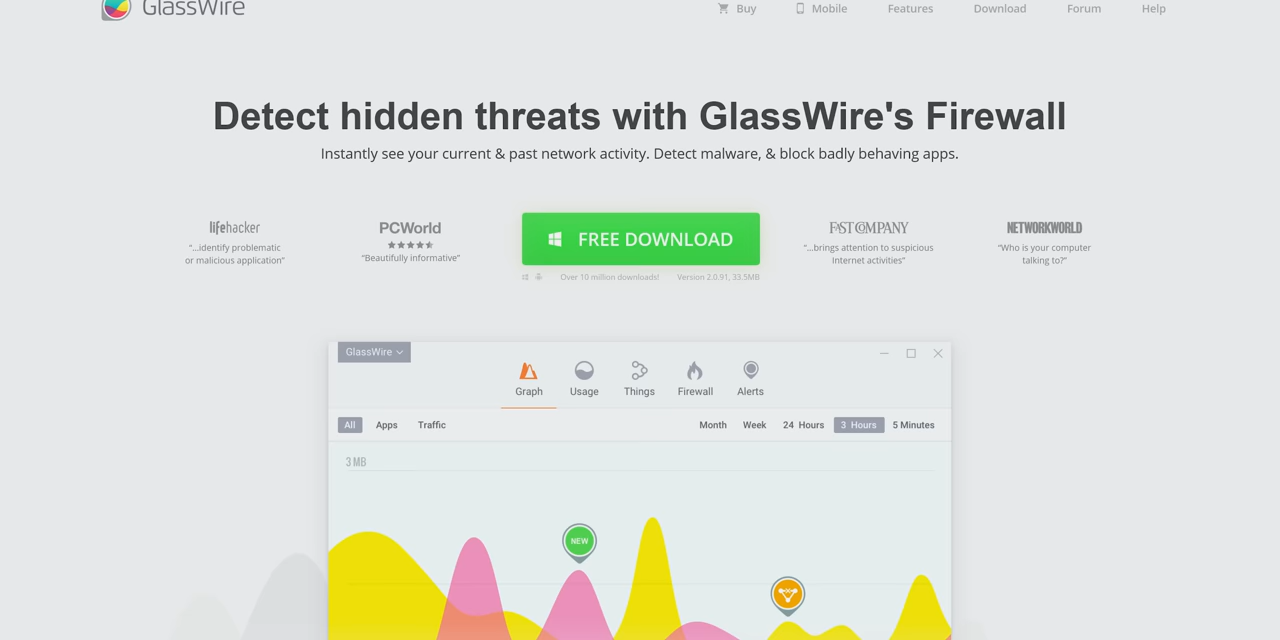 GlassWire
Buy
Mobile
Features
Download
Forum
Help
Detect hidden threats with GlassWire's Firewall
Instantly see your current & past network activity. Detect malware, & block badly behaving apps.
lifehacker
“...identify problematic
or malicious application”
PCWorld
“Beautifully informative”
FREE DOWNLOAD
Over 10 million downloads!
Version 2.0.91, 33.5MB
FAST COMPANY
“...brings attention to suspicious
Internet activities”
NETWORKWORLD
“Who is your computer
talking to?”
GlassWire
Graph
Usage
Things
Firewall
Alerts
All
Apps
Traffic
Month
Week
24 Hours
3 Hours
5 Minutes
3 MB
NEW